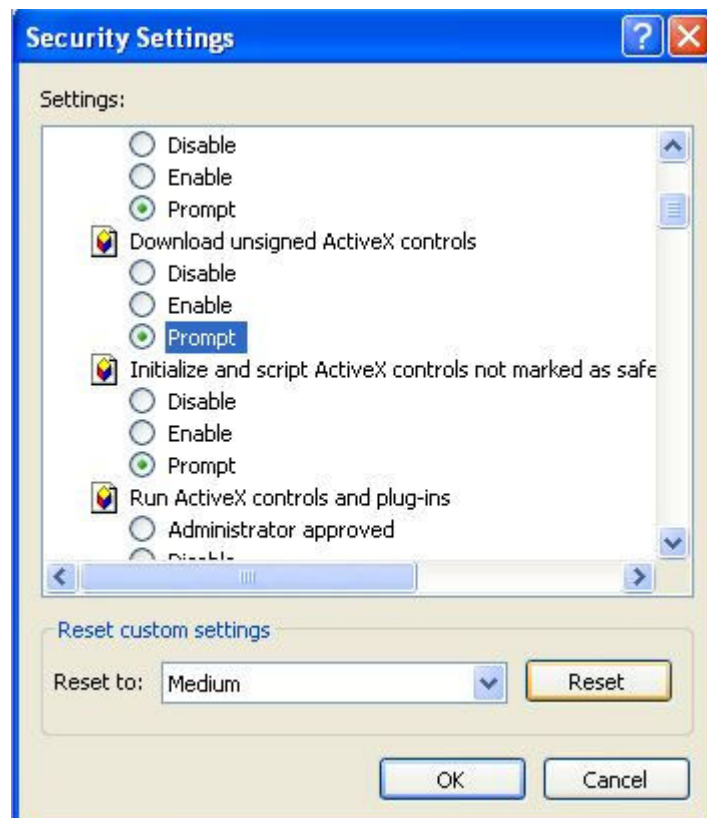 Security Settings
Settings:
Disable
Enable
Prompt
Download unsigned ActiveX controls
Disable
Enable
Prompt
Initialize and script ActiveX controls not marked as safe
Disable
Enable
Prompt
Run ActiveX controls and plug-ins
Administrator approved
Disable
Reset custom settings
Reset to: Medium Reset
OK Cancel